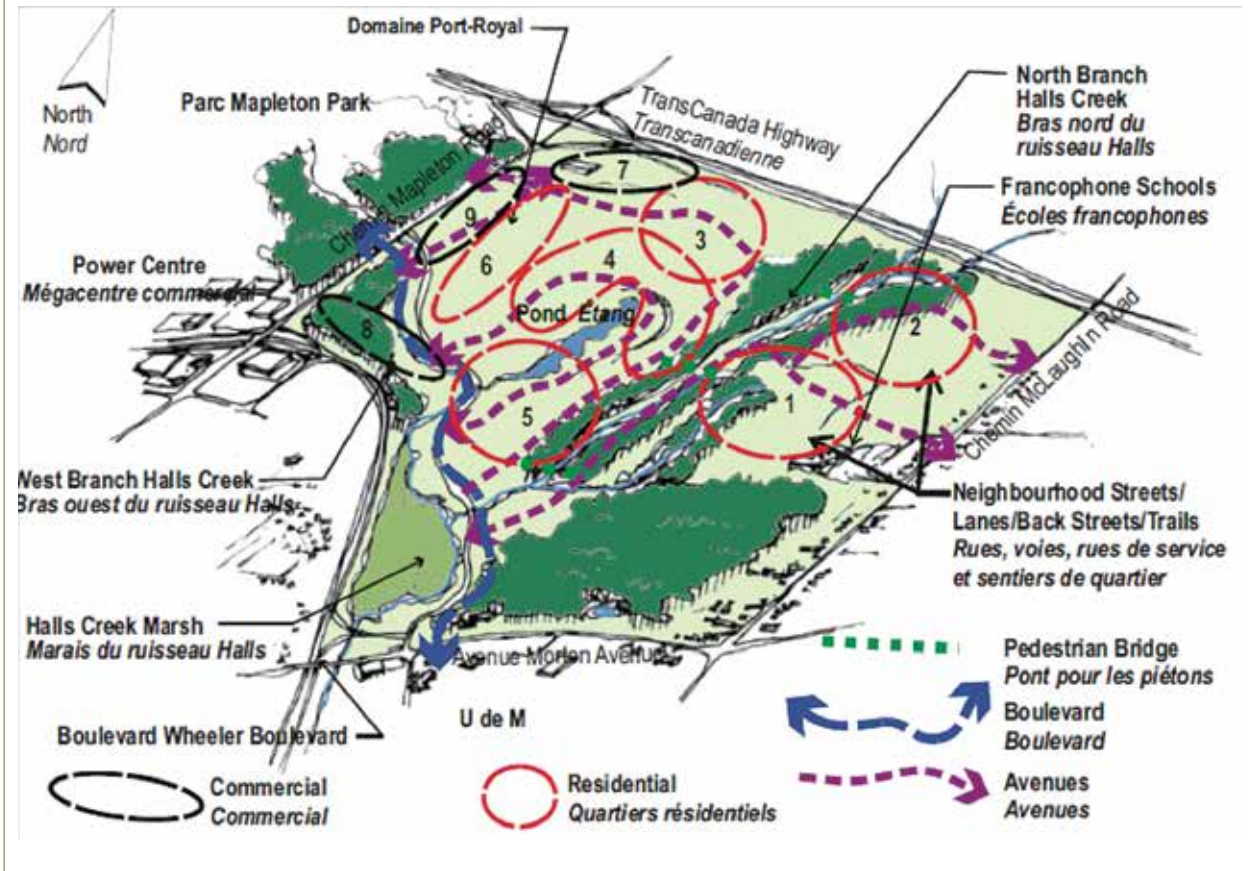 Domaine Port-Royal
North
Nord
Parc Mapleton Park
TransCanada Highway
Transcanadienne
North Branch
Halls Creek
Bras nord du
ruisseau Halls
Francophone Schools
Écoles francophones
Chemin Mapleton Road
Power Centre
Mégacentre commercial
7
9
3
6
4
Pond Étang
8
2
5
1
Chemin McLaughlin Road
West Branch Halls Creek
Bras ouest du ruisseau Halls
Neighbourhood Streets/
Lanes/Back Streets/Trails
Rues, voies, rues de service
et sentiers de quartier
Halls Creek Marsh
Marais du ruisseau Halls
Avenue Morton Avenue
U de M
Boulevard Wheeler Boulevard
Pedestrian Bridge
Pont pour les piétons
Boulevard
Boulevard
Commercial
Commercial
Residential
Quartiers résidentiels
Avenues
Avenues